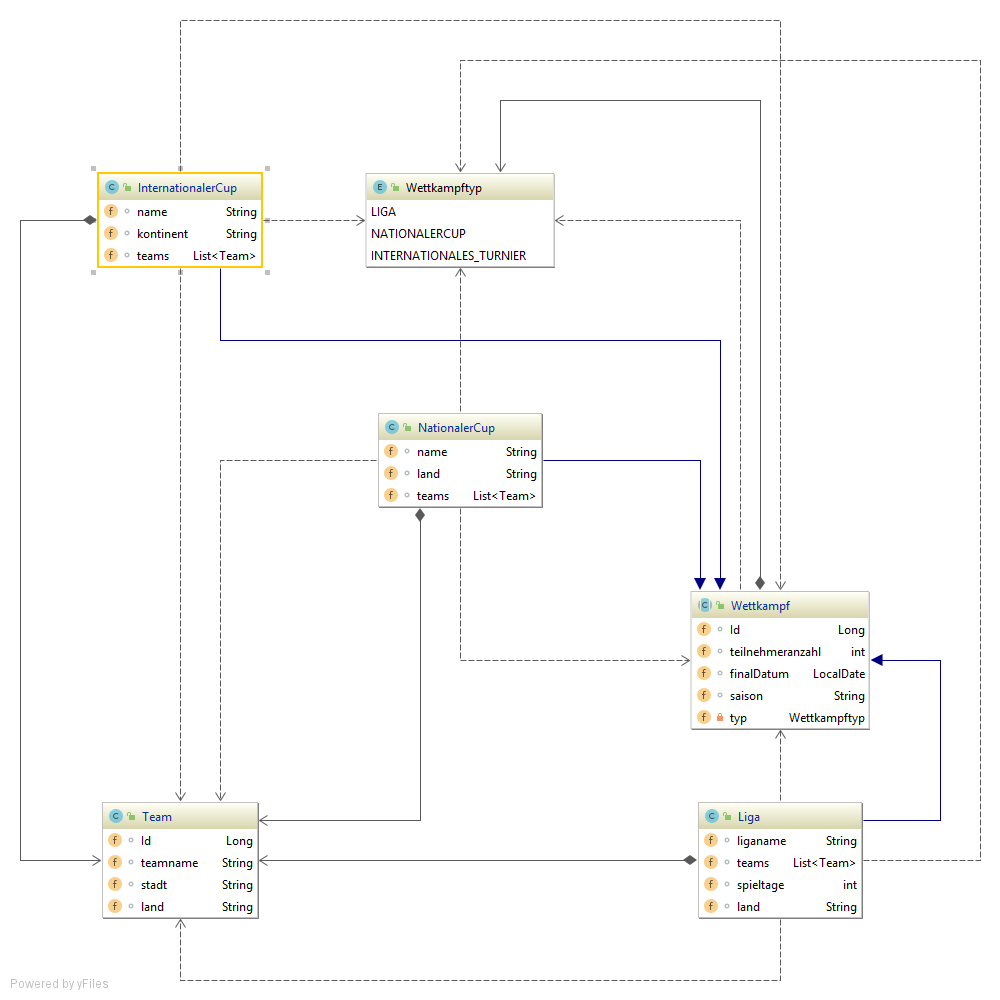 C InternationalerCup
f name String
f kontinent String
f teams List<Team>
E Wettkampftyp
LIGA
NATIONALERCUP
INTERNATIONALES_TURNIER
C NationalerCup
f name String
f land String
f teams List<Team>
C Wettkampf
f Id Long
f teilnehmeranzahl int
f finalDatum LocalDate
f saison String
f typ Wettkampftyp
C Team
f Id Long
f teamname String
f stadt String
f land String
C Liga
f liganame String
f teams List<Team>
f spieltage int
f land String
Powered by yFiles